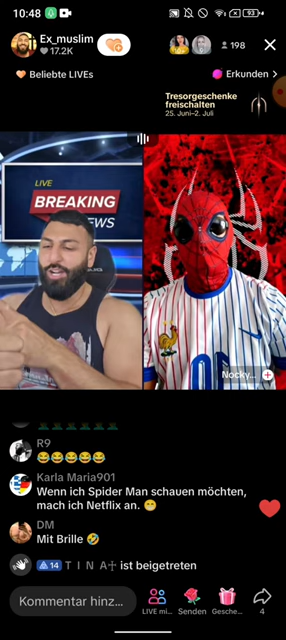 10:48
93
Ex_muslim
17.2K
198
Beliebte LIVEs
Erkunden
Tresorgeschenke
freischalten
25. Juni–2. Juli
LIVE
BREAKING
NEWS
Nocky...
R9
😂😂😂😂😂
Karla Maria901
Wenn ich Spider Man schauen möchten,
mach ich Netflix an. 😁
DM
Mit Brille 🤣
14 T I N A☩ ist beigetreten
Kommentar hinz...
LIVE mi...
Senden
Gesche...
4